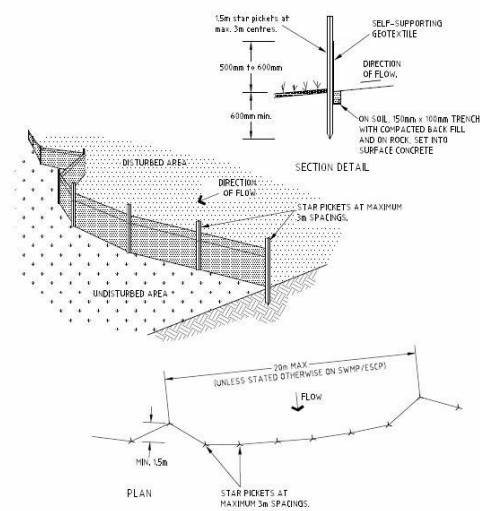 1.5m star pickets at
max. 3m centres.
SELF-SUPPORTING
GEOTEXTILE
500mm to 600mm
DIRECTION
OF FLOW.
600mm min.
ON SOIL, 150mm x 100mm TRENCH
WITH COMPACTED BACK FILL
AND ON ROCK, SET INTO
SURFACE CONCRETE
SECTION DETAIL
DISTURBED AREA
DIRECTION
OF FLOW
STAR PICKETS AT MAXIMUM
3m SPACINGS.
UNDISTURBED AREA
20m MAX
(UNLESS STATED OTHERWISE ON SWMP/ESCP)
FLOW
MIN. 1.5m
PLAN
STAR PICKETS AT
MAXIMUM 3m SPACINGS.